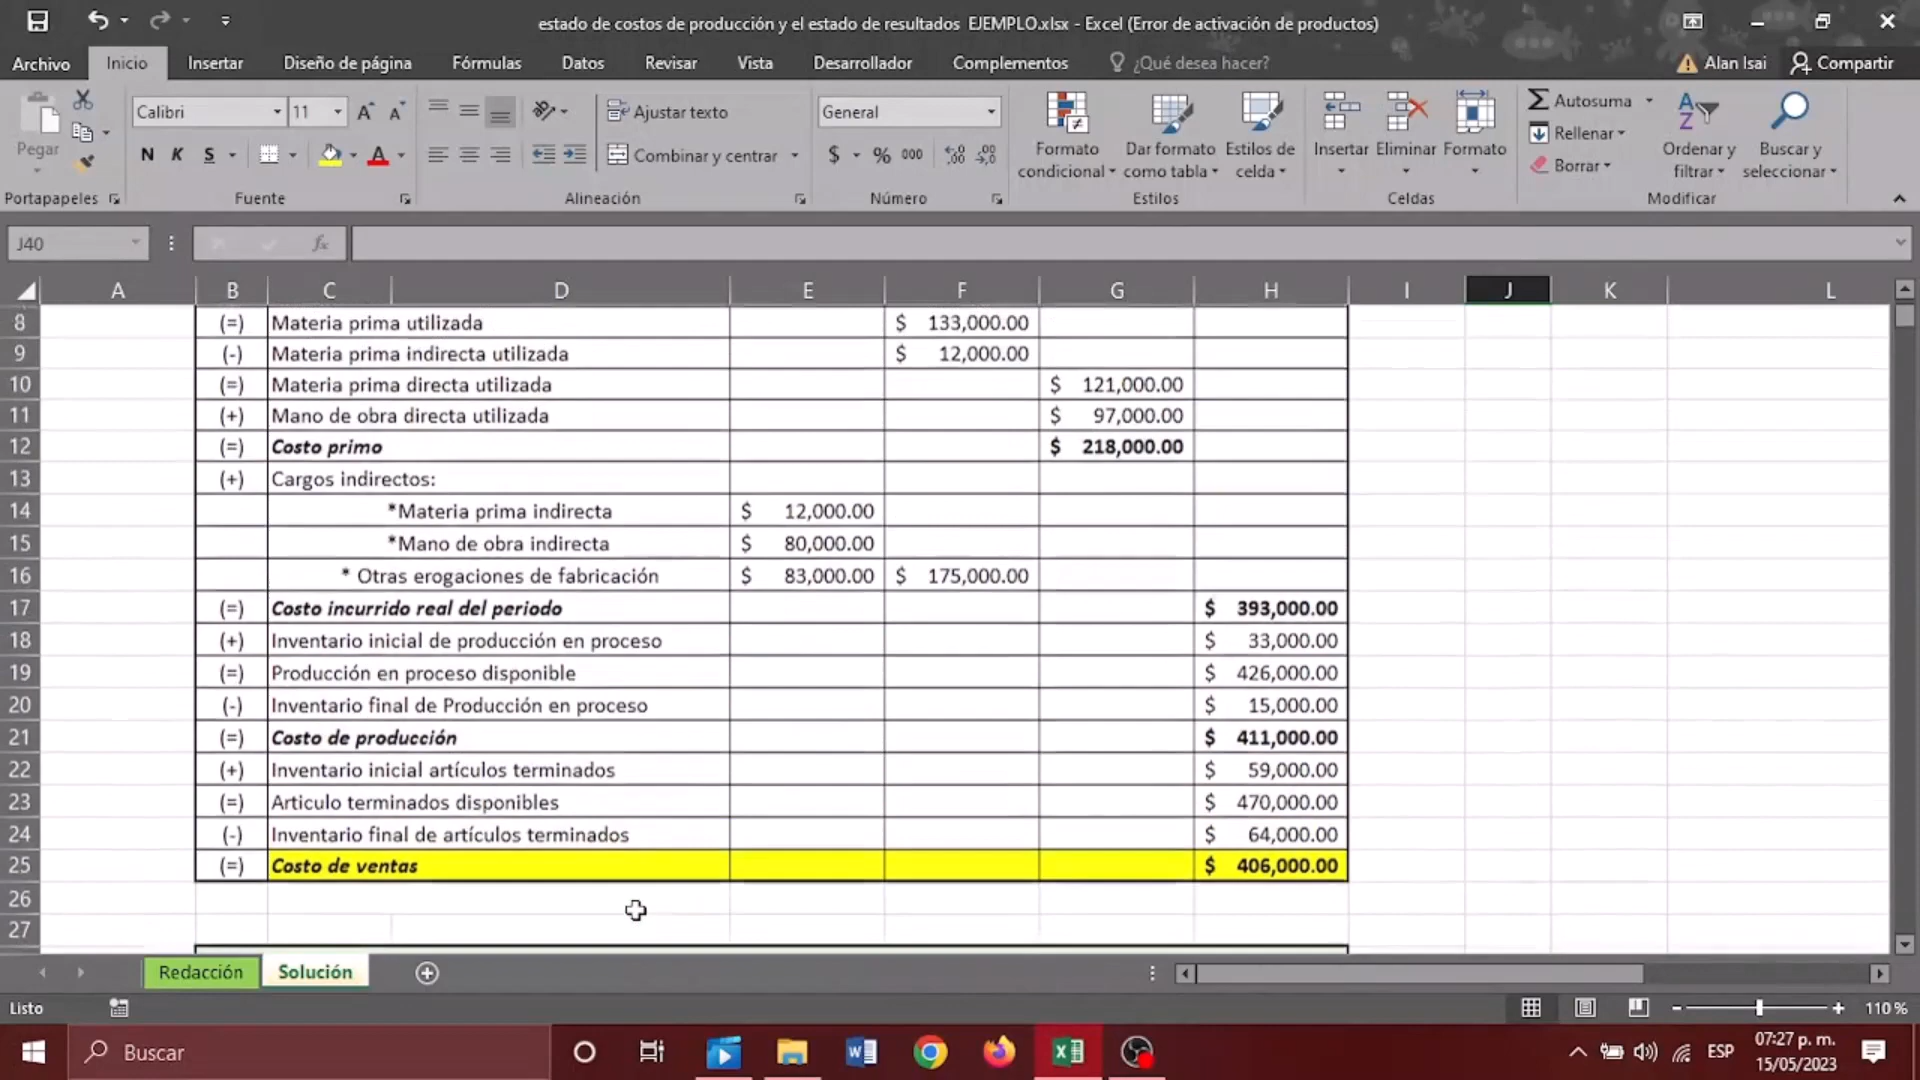 estado de costos de producción y el estado de resultados EJEMPLO.xlsx - Excel (Error de activación de productos)
Archivo Inicio Insertar Diseño de página Fórmulas Datos Revisar Vista Desarrollador Complementos ¿Qué desea hacer? Alan Isai Compartir
Pegar
Portapapeles
Calibri 11
N K S
Fuente
Ajustar texto
Combinar y centrar
Alineación
General
$ % 000
Número
Formato condicional
Dar formato como tabla
Estilos de celda
Estilos
Insertar Eliminar Formato
Celdas
Autosuma
Rellenar
Borrar
Ordenar y filtrar
Buscar y seleccionar
Modificar
J40 fx
A B C D E F G H I J K L
8 (=) Materia prima utilizada $ 133,000.00
9 (-) Materia prima indirecta utilizada $ 12,000.00
10 (=) Materia prima directa utilizada $ 121,000.00
11 (+) Mano de obra directa utilizada $ 97,000.00
12 (=) Costo primo $ 218,000.00
13 (+) Cargos indirectos:
14 *Materia prima indirecta $ 12,000.00
15 *Mano de obra indirecta $ 80,000.00
16 * Otras erogaciones de fabricación $ 83,000.00 $ 175,000.00
17 (=) Costo incurrido real del periodo $ 393,000.00
18 (+) Inventario inicial de producción en proceso $ 33,000.00
19 (=) Producción en proceso disponible $ 426,000.00
20 (-) Inventario final de Producción en proceso $ 15,000.00
21 (=) Costo de producción $ 411,000.00
22 (+) Inventario inicial artículos terminados $ 59,000.00
23 (=) Articulo terminados disponibles $ 470,000.00
24 (-) Inventario final de artículos terminados $ 64,000.00
25 (=) Costo de ventas $ 406,000.00
26
27
Redacción Solución
Listo 110 %
Buscar ESP 07:27 p. m.
15/05/2023